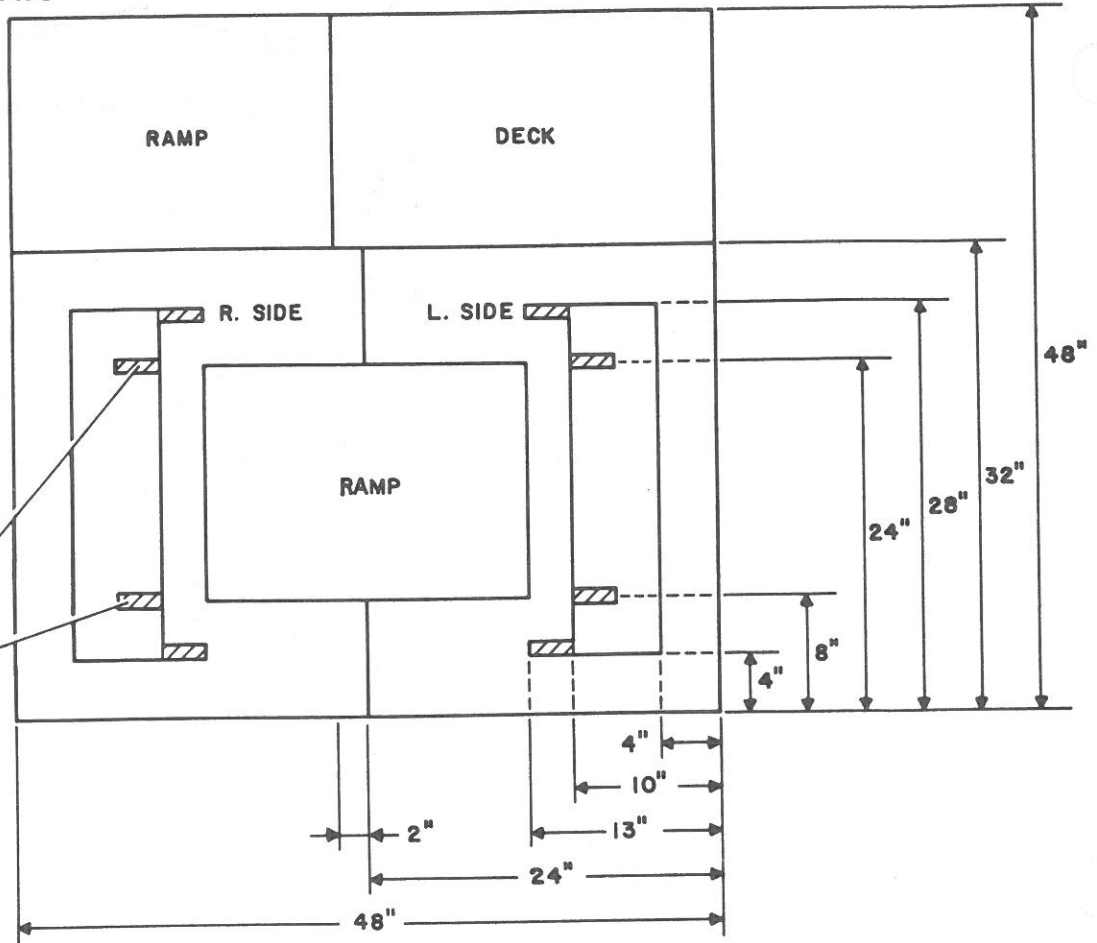 RAMP
DECK
R. SIDE
L. SIDE
48"
RAMP
32"
28"
24"
8"
4"
4"
10"
2"
13"
24"
48"